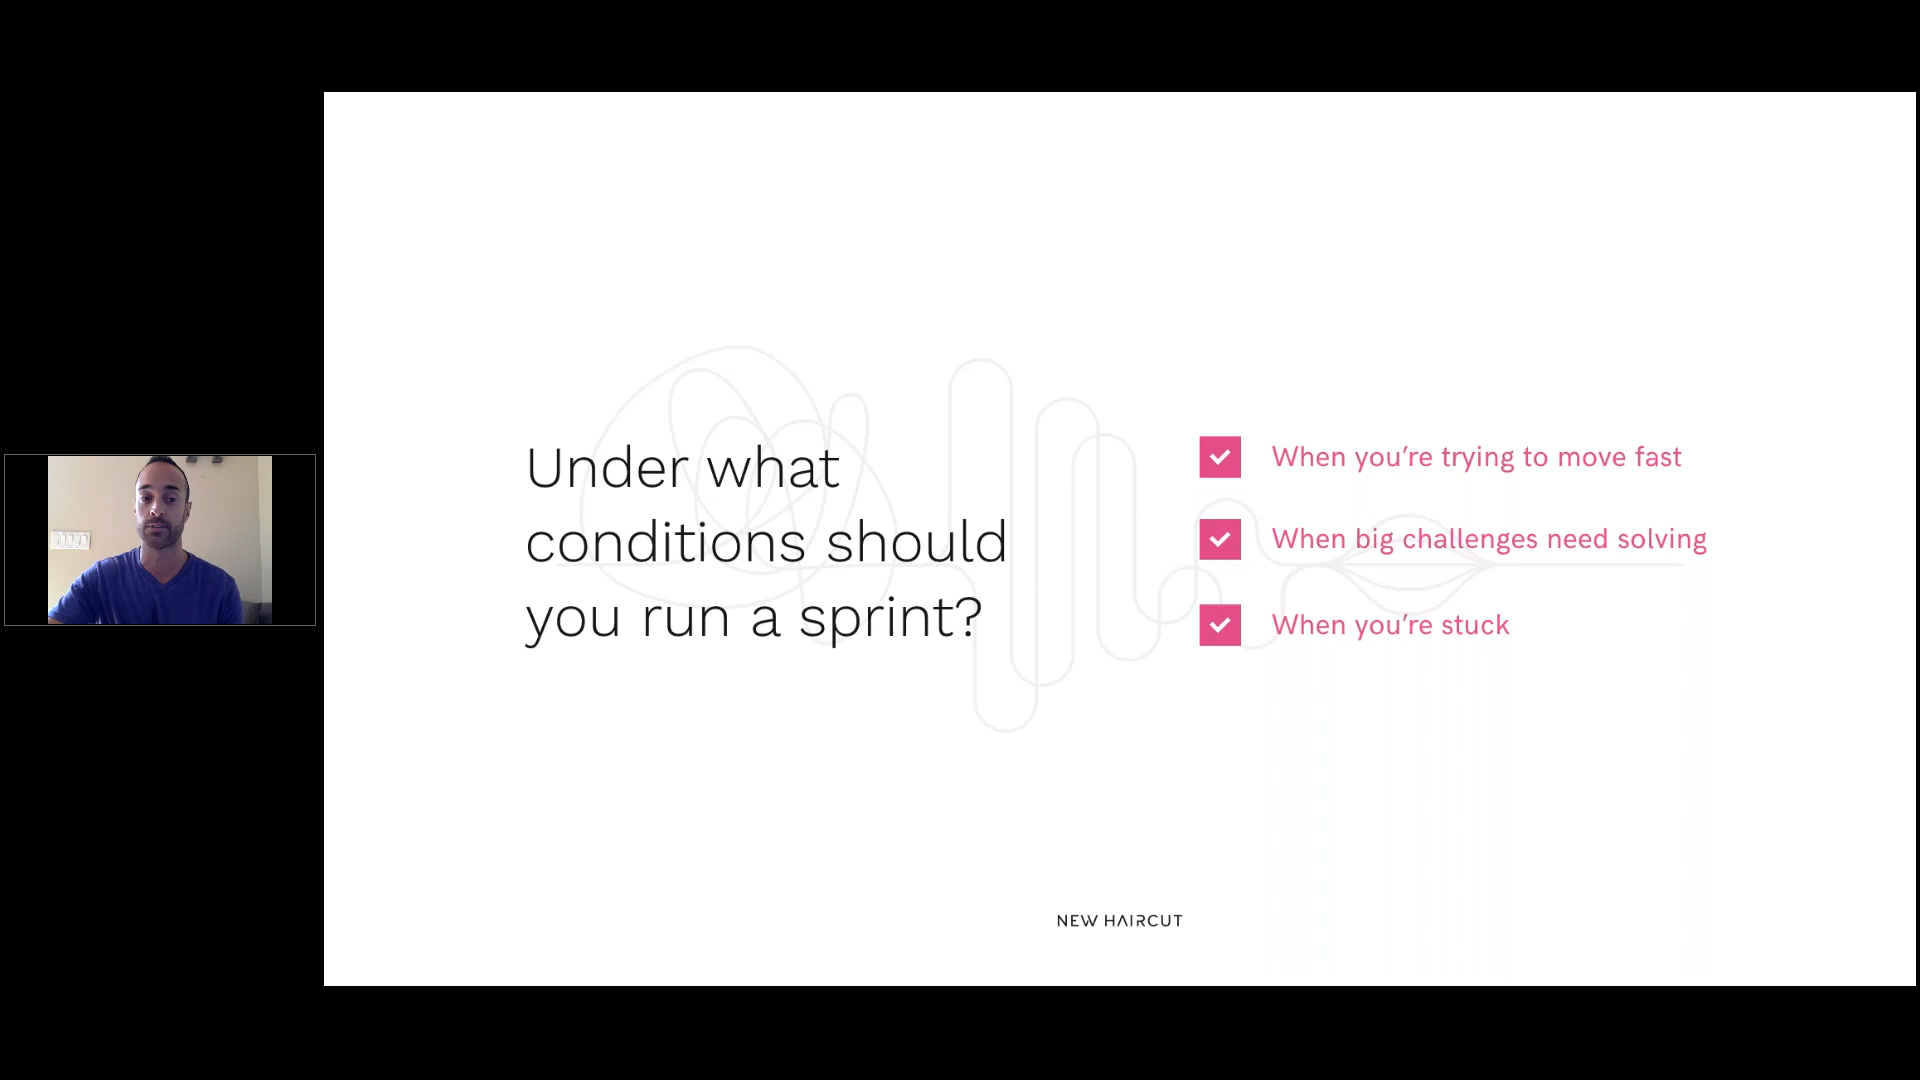 Under what
conditions should
you run a sprint?
When you’re trying to move fast
When big challenges need solving
When you’re stuck
NEW HAIRCUT